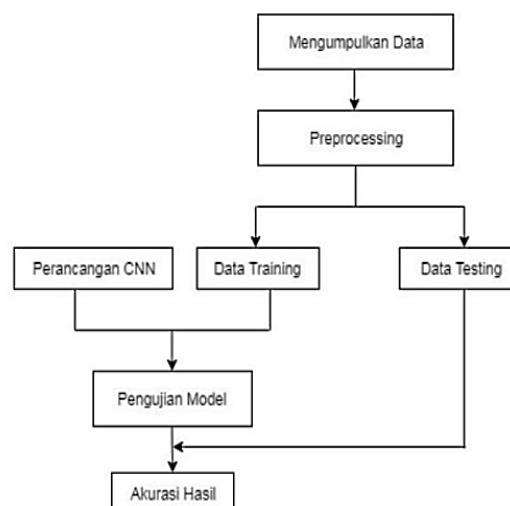 Mengumpulkan Data
Preprocessing
Perancangan CNN
Data Training
Data Testing
Pengujian Model
Akurasi Hasil